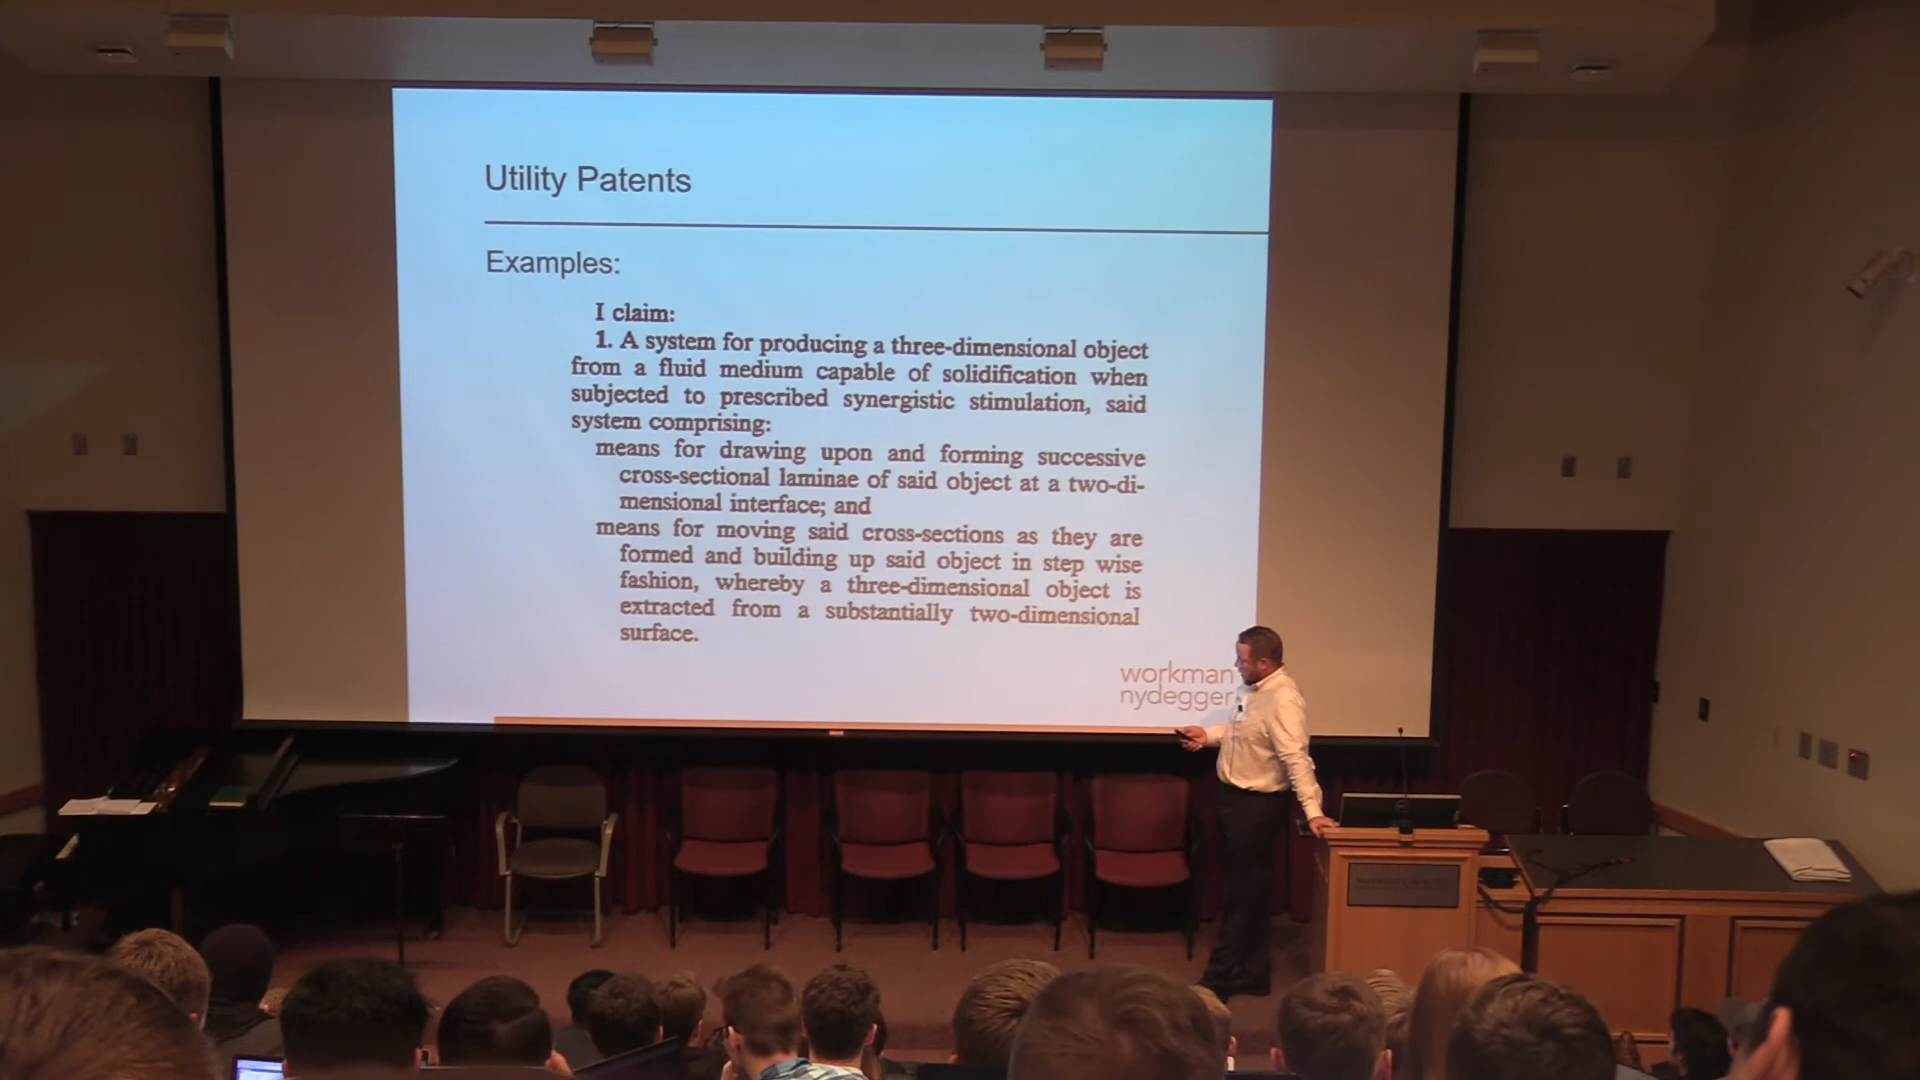 Utility Patents
Examples:
I claim:
1. A system for producing a three-dimensional object
from a fluid medium capable of solidification when
subjected to prescribed synergistic stimulation, said
system comprising:
means for drawing upon and forming successive
cross-sectional laminae of said object at a two-di-
mensional interface; and
means for moving said cross-sections as they are
formed and building up said object in step wise
fashion, whereby a three-dimensional object is
extracted from a substantially two-dimensional
surface.
workman
nydegger